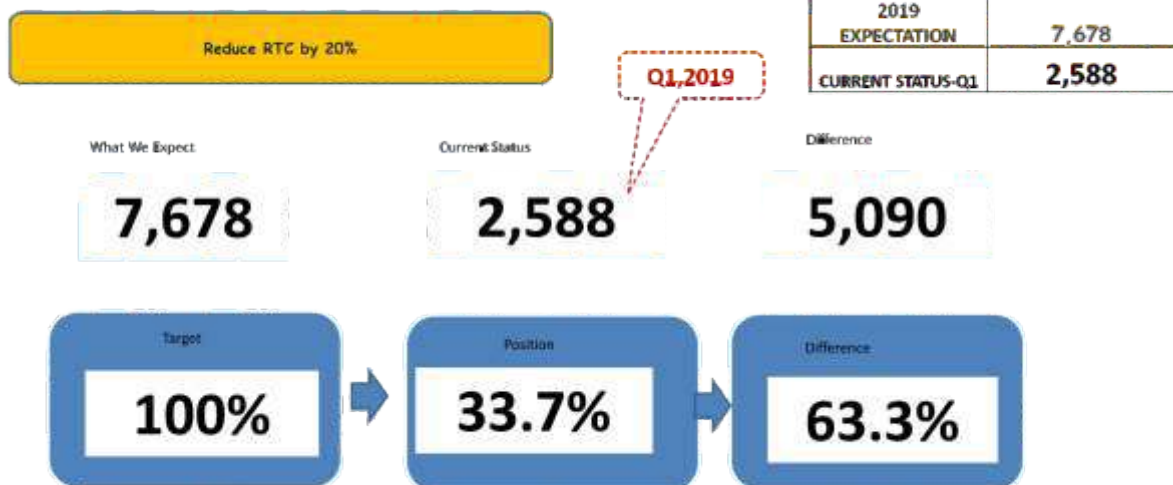 Reduce RTC by 20%
2019
EXPECTATION 7,678
CURRENT STATUS-Q1 2,588
Q1,2019
What We Expect
Current Status
Difference
7,678
2,588
5,090
Target
Position
Difference
100%
33.7%
63.3%